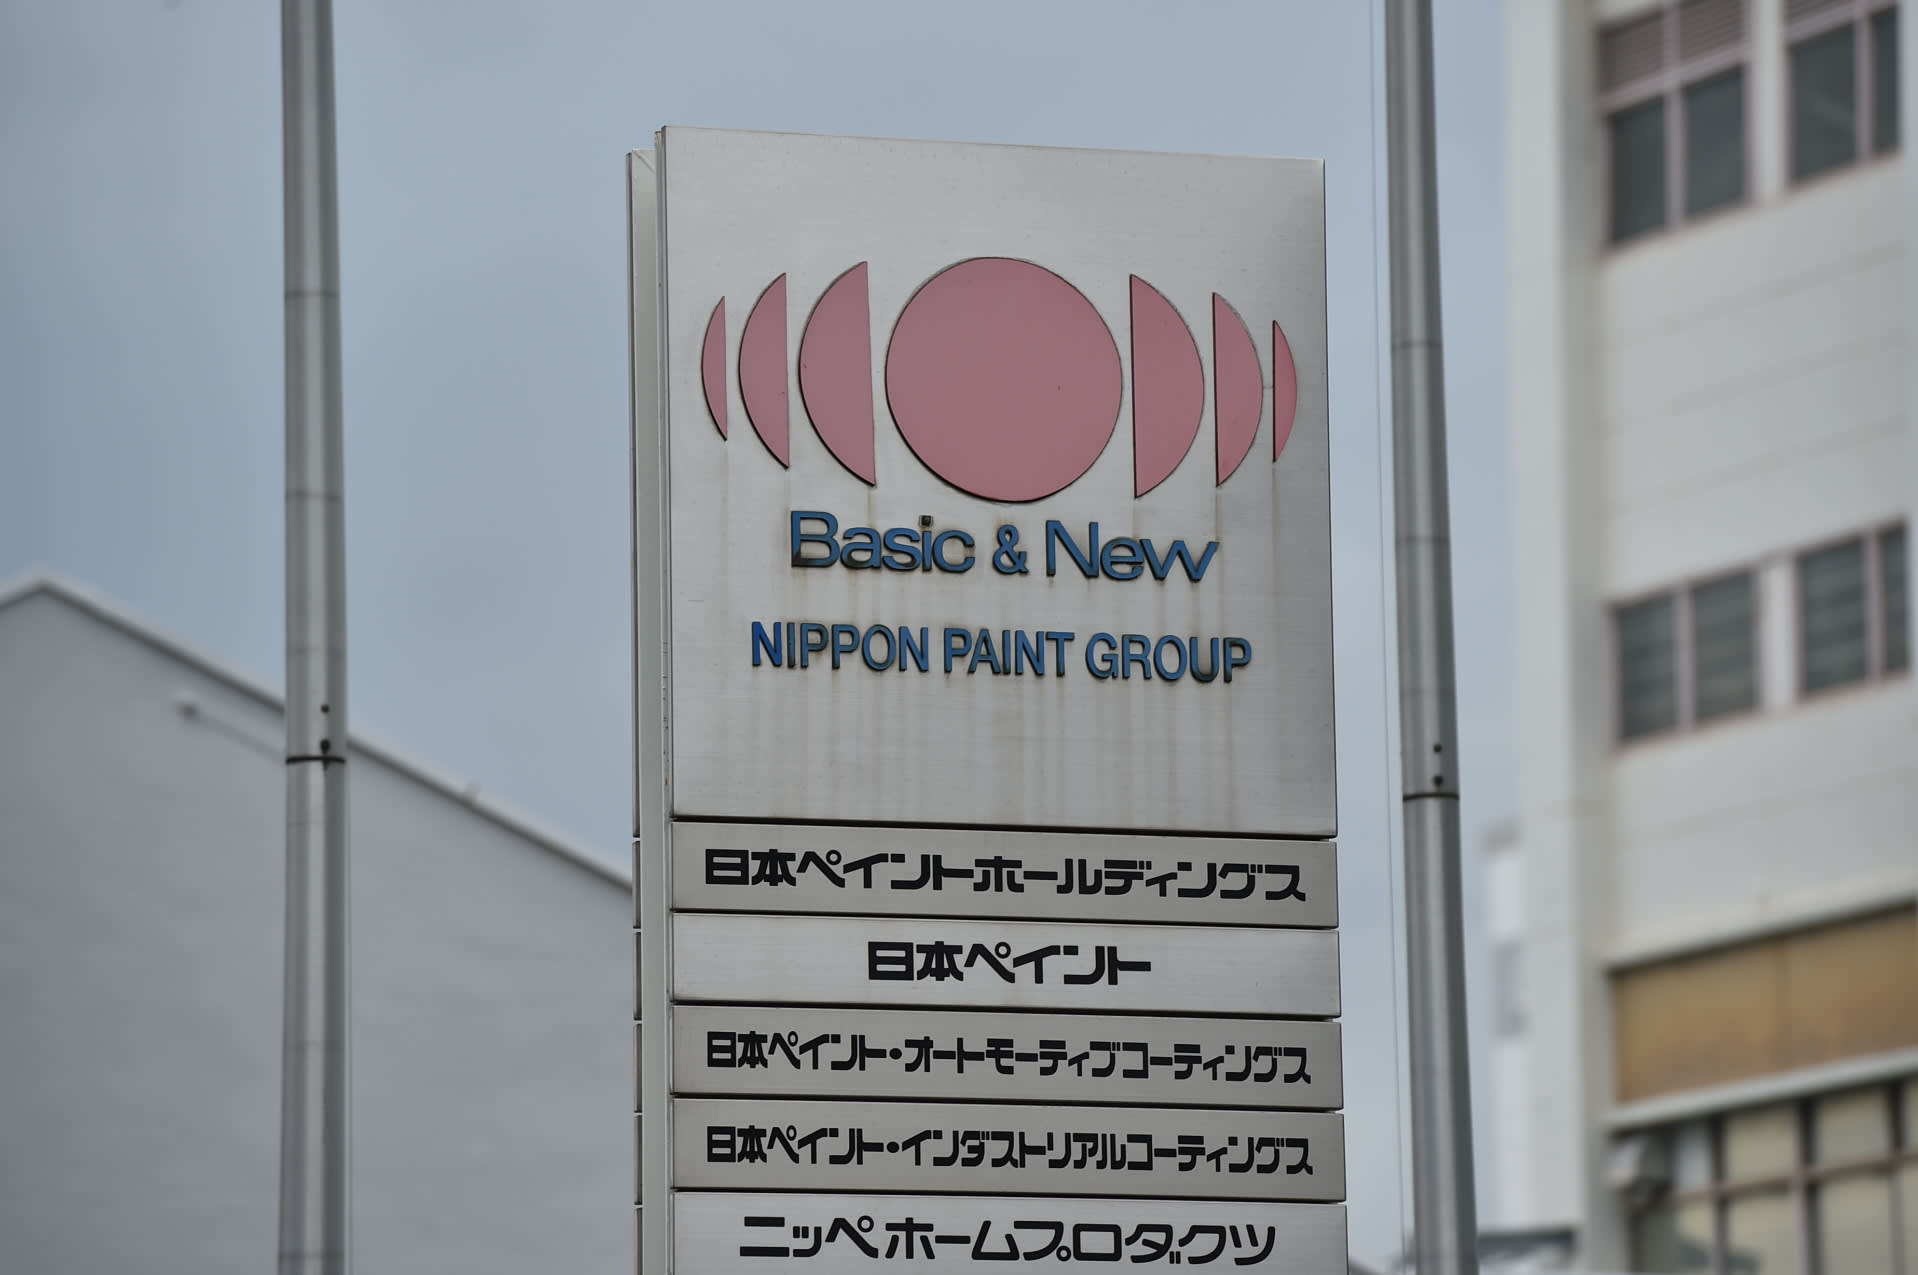 Basic & New
NIPPON PAINT GROUP
日本ペイントホールディングス
日本ペイント
日本ペイント・オートモーティブコーティングス
日本ペイント・インダストリアルコーティングス
ニッペホームプロダクツ